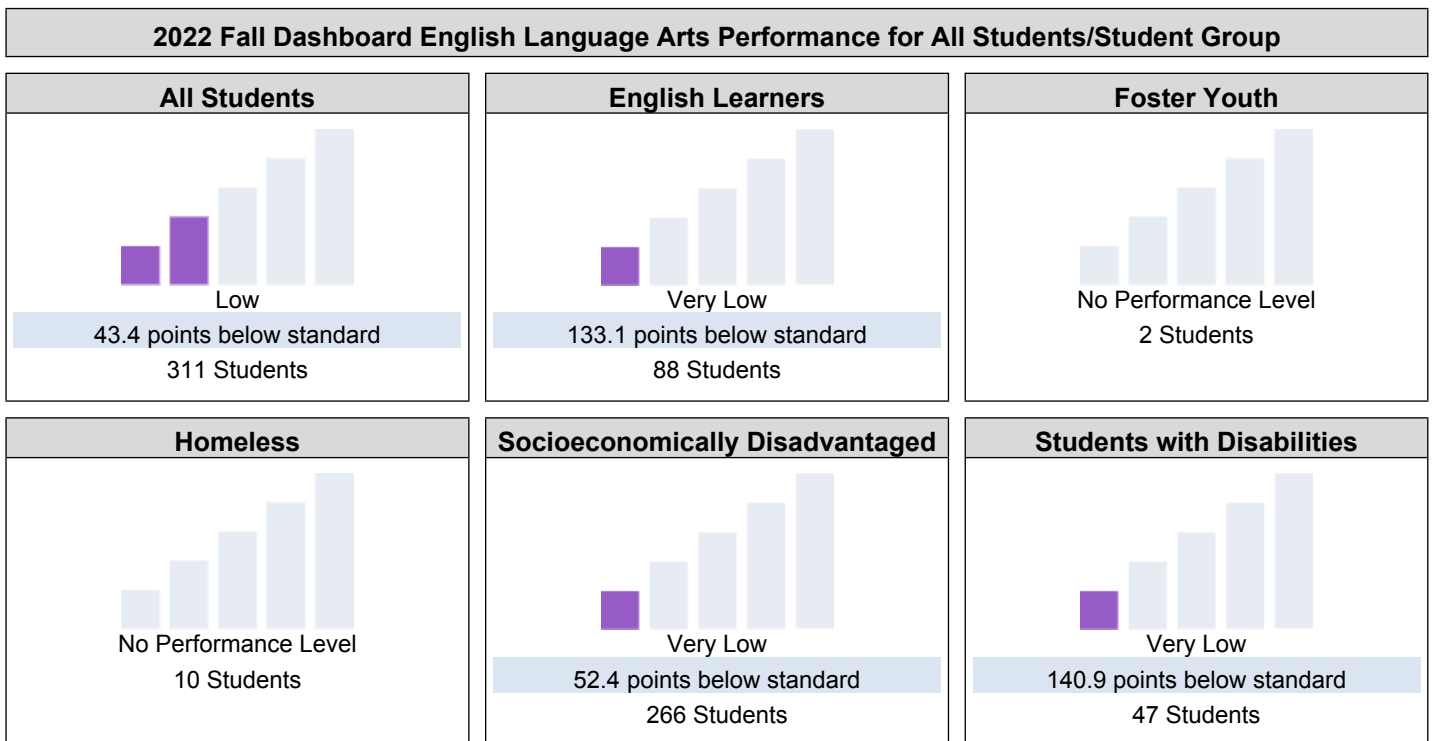 2022 Fall Dashboard English Language Arts Performance for All Students/Student Group
All Students
Low
43.4 points below standard
311 Students
English Learners
Very Low
133.1 points below standard
88 Students
Foster Youth
No Performance Level
2 Students
Homeless
No Performance Level
10 Students
Socioeconomically Disadvantaged
Very Low
52.4 points below standard
266 Students
Students with Disabilities
Very Low
140.9 points below standard
47 Students